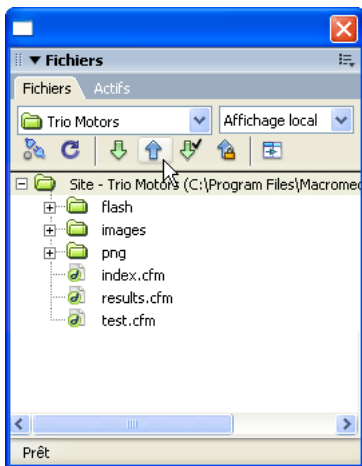 Fichiers
Fichiers Actifs
Trio Motors Affichage local
Site - Trio Motors (C:\Program Files\Macromed
flash
images
png
index.cfm
results.cfm
test.cfm
Prêt